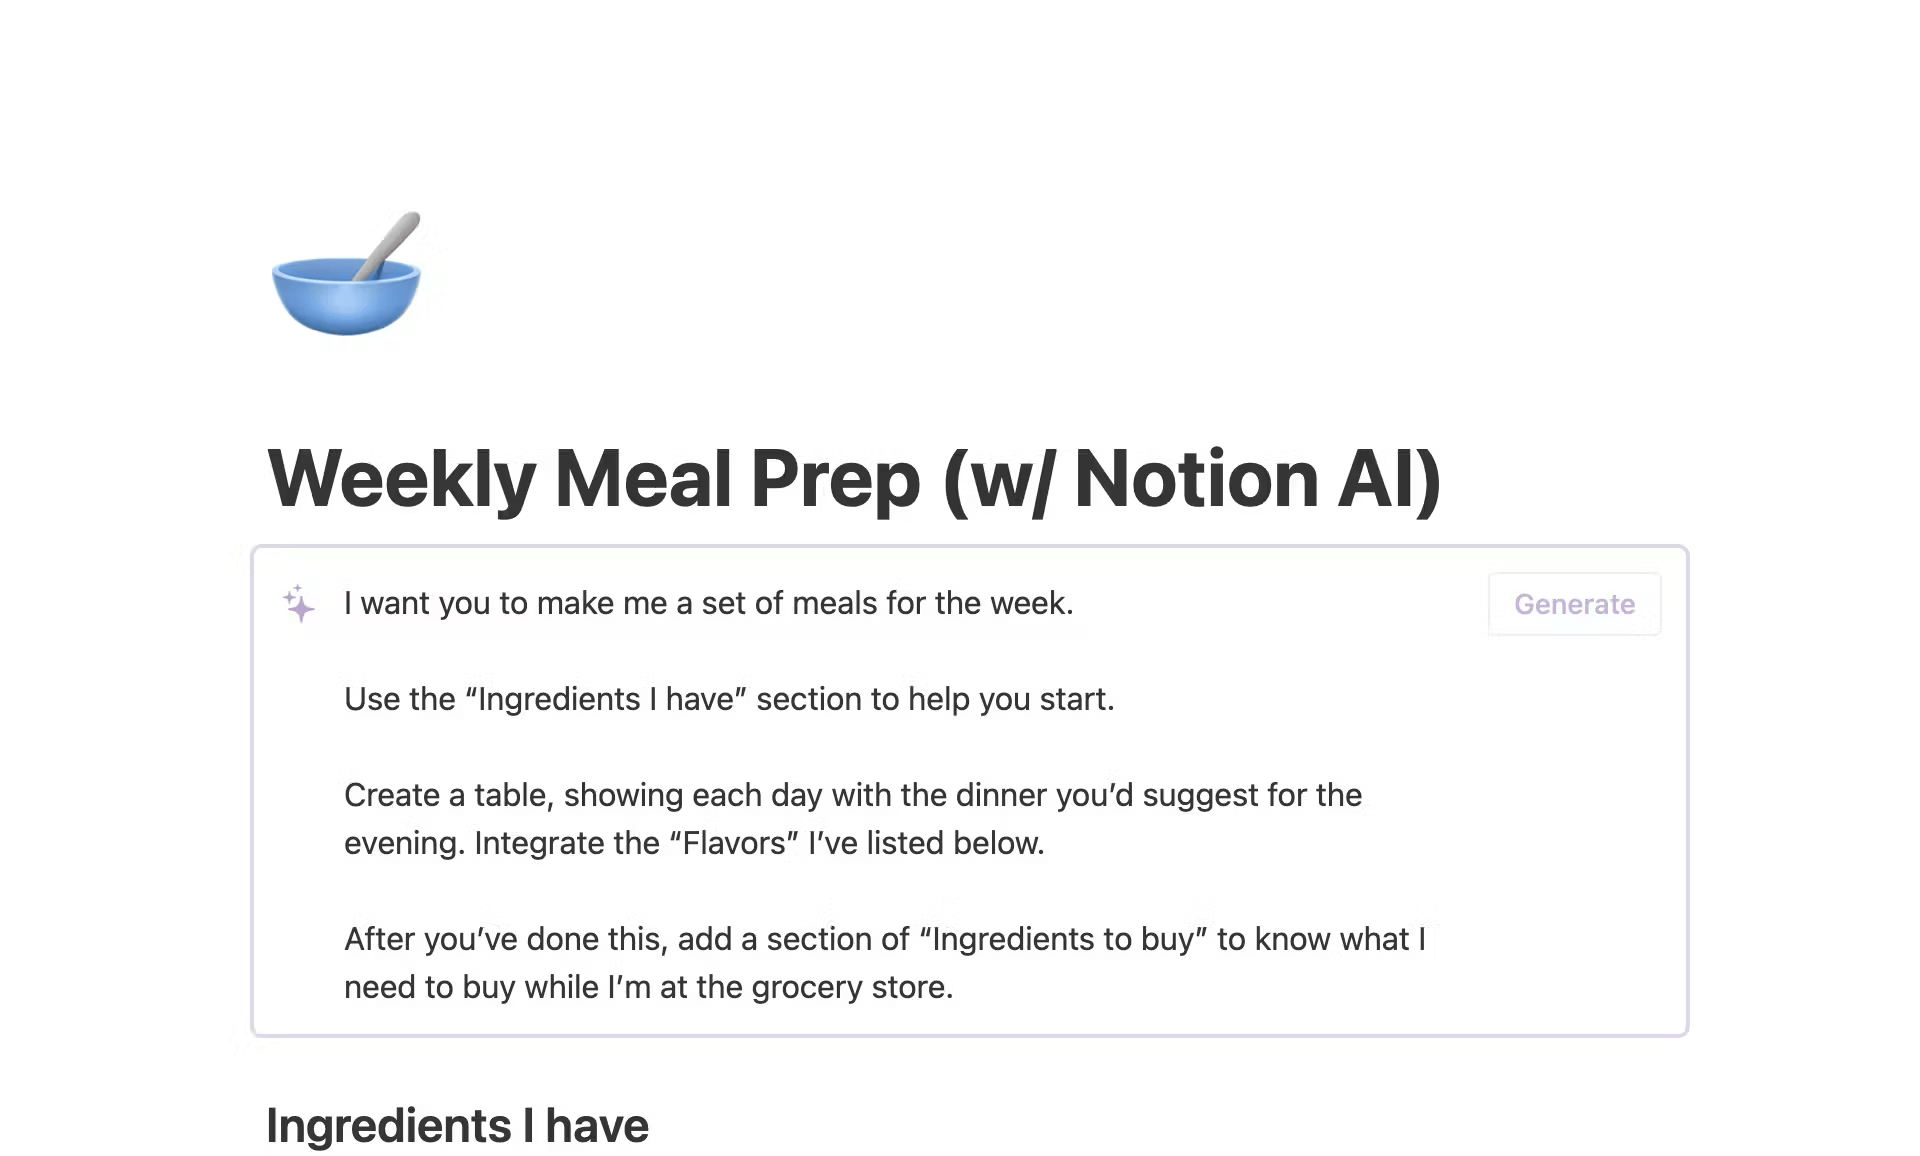 Weekly Meal Prep (w/ Notion AI)
I want you to make me a set of meals for the week.
Generate
Use the “Ingredients I have” section to help you start.
Create a table, showing each day with the dinner you’d suggest for the
evening. Integrate the “Flavors” I’ve listed below.
After you’ve done this, add a section of “Ingredients to buy” to know what I
need to buy while I’m at the grocery store.
Ingredients I have